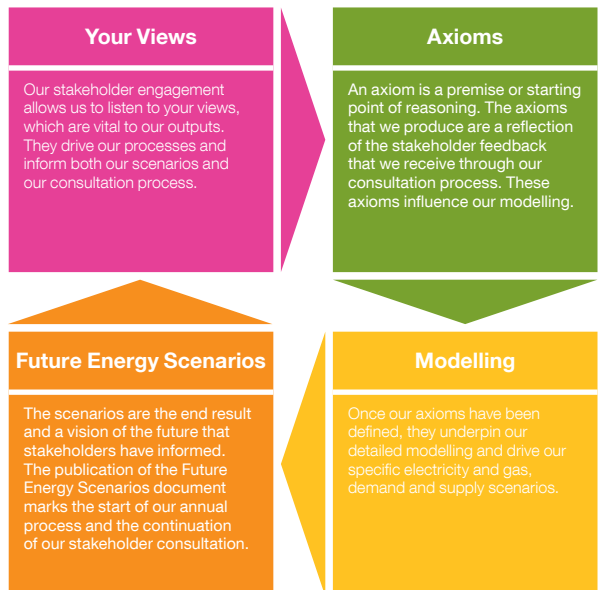 Your Views
Our stakeholder engagement
allows us to listen to your views,
which are vital to our outputs.
They drive our processes and
inform both our scenarios and
our consultation process.
Axioms
An axiom is a premise or starting
point of reasoning. The axioms
that we produce are a reflection
of the stakeholder feedback
that we receive through our
consultation process. These
axioms influence our modelling.
Future Energy Scenarios
The scenarios are the end result
and a vision of the future that
stakeholders have informed.
The publication of the Future
Energy Scenarios document
marks the start of our annual
process and the continuation
of our stakeholder consultation.
Modelling
Once our axioms have been
defined, they underpin our
detailed modelling and drive our
specific electricity and gas,
demand and supply scenarios.